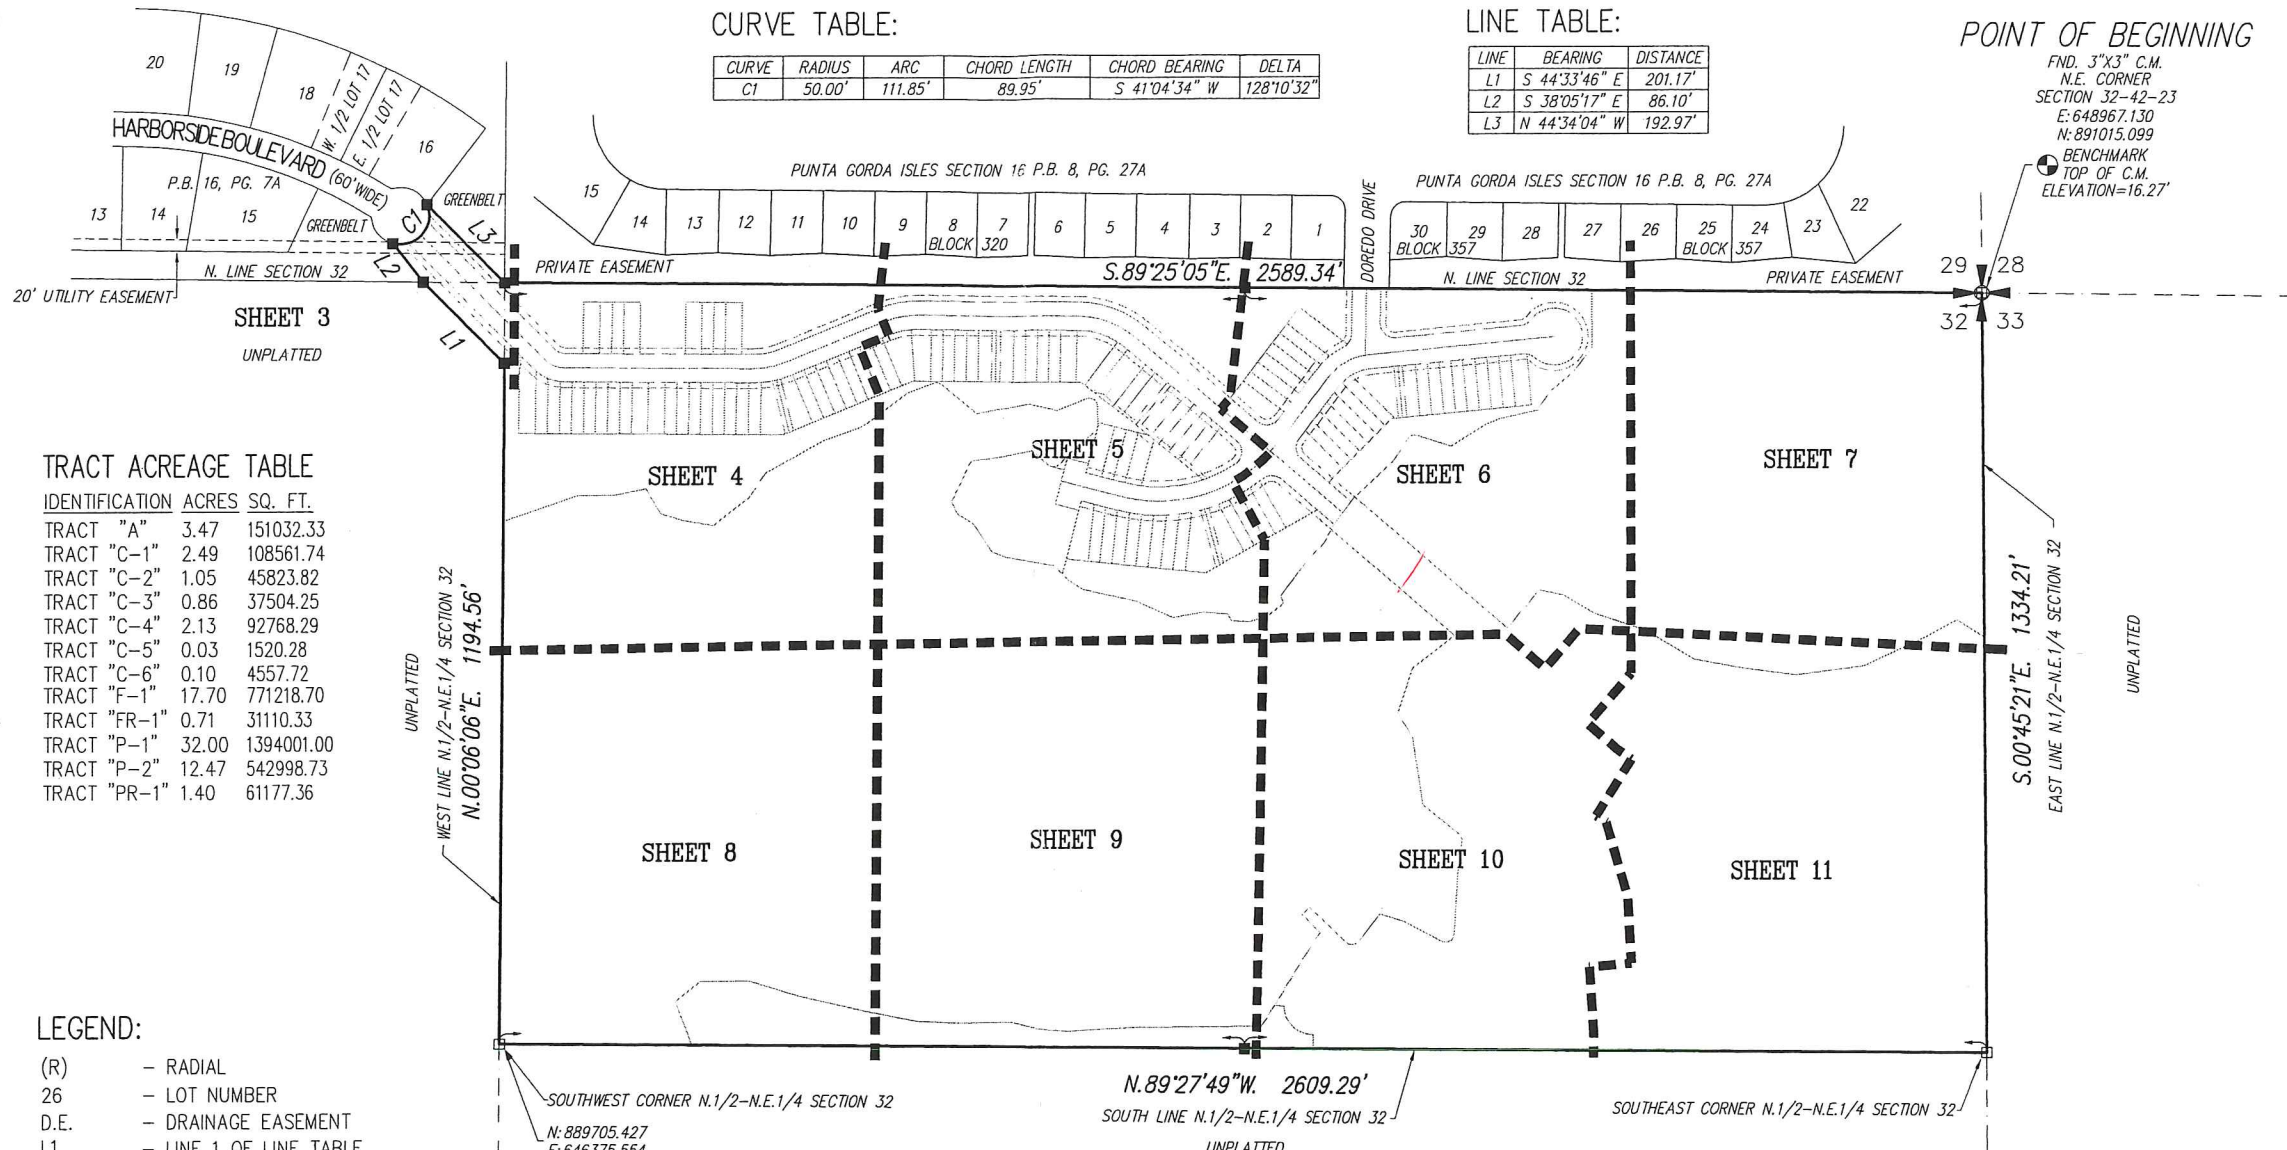 CURVE TABLE:
CURVE RADIUS ARC CHORD LENGTH CHORD BEARING DELTA
C1 50.00' 111.85' 89.95' S 41°04'34" W 128°10'32"
LINE TABLE:
LINE BEARING DISTANCE
L1 S 44°33'46" E 201.17'
L2 S 38°05'17" E 86.10'
L3 N 44°34'04" W 192.97'
POINT OF BEGINNING
FND. 3"X3" C.M.
N.E. CORNER
SECTION 32-42-23
E: 648967.130
N: 891015.099
BENCHMARK
TOP OF C.M.
ELEVATION=16.27'
20
19
18
W. 1/2 LOT 17
E. 1/2 LOT 17
16
HARBORSIDE BOULEVARD (60' WIDE)
P.B. 16, PG. 7A
13
14
15
GREENBELT
GREENBELT
C1
L3
L2
L1
N. LINE SECTION 32
20' UTILITY EASEMENT
SHEET 3
UNPLATTED
PUNTA GORDA ISLES SECTION 16 P.B. 8, PG. 27A
15
14
13
12
11
10
9
8
7
BLOCK 320
6
5
4
3
2
1
PRIVATE EASEMENT
S.89°25'05"E. 2589.34'
DOREDO DRIVE
PUNTA GORDA ISLES SECTION 16 P.B. 8, PG. 27A
30
29
BLOCK 357
28
27
26
25
24
BLOCK 357
23
22
N. LINE SECTION 32
PRIVATE EASEMENT
29
28
32
33
SHEET 4
SHEET 5
SHEET 6
SHEET 7
TRACT ACREAGE TABLE
IDENTIFICATION ACRES SQ. FT.
TRACT "A" 3.47 151032.33
TRACT "C-1" 2.49 108561.74
TRACT "C-2" 1.05 45823.82
TRACT "C-3" 0.86 37504.25
TRACT "C-4" 2.13 92768.29
TRACT "C-5" 0.03 1520.28
TRACT "C-6" 0.10 4557.72
TRACT "F-1" 17.70 771218.70
TRACT "FR-1" 0.71 31110.33
TRACT "P-1" 32.00 1394001.00
TRACT "P-2" 12.47 542998.73
TRACT "PR-1" 1.40 61177.36
UNPLATTED
WEST LINE N.1/2-N.E.1/4 SECTION 32
N.00°06'06"E. 1194.56'
S.00°45'21"E. 1334.21'
EAST LINE N.1/2-N.E.1/4 SECTION 32
UNPLATTED
SHEET 8
SHEET 9
SHEET 10
SHEET 11
LEGEND:
(R) - RADIAL
26 - LOT NUMBER
D.E. - DRAINAGE EASEMENT
L1 - LINE 1 OF LINE TABLE
SOUTHWEST CORNER N.1/2-N.E.1/4 SECTION 32
N: 889705.427
E: 646375.554
N.89°27'49"W. 2609.29'
SOUTH LINE N.1/2-N.E.1/4 SECTION 32
UNPLATTED
SOUTHEAST CORNER N.1/2-N.E.1/4 SECTION 32